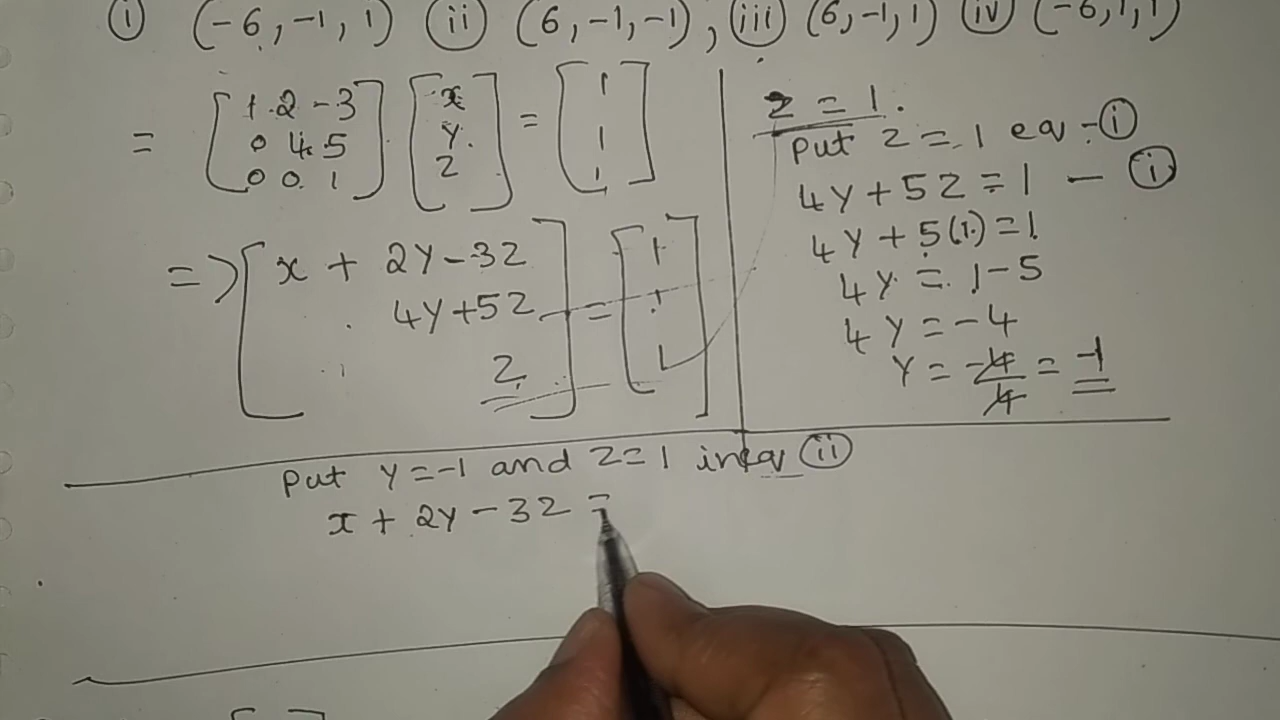 (i) (-6,-1,1) (ii) (6,-1,-1), (iii) (6,-1,1) (iv) (-6,1,1)
= [1 2 -3] [x] = [1]
[0 4 5] [y] [1]
[0 0 1] [z] [1]
=> [x + 2y-3z] = [1]
[4y+5z] [1]
[z] [1]
z = 1.
Put z = 1 eq - (i)
4y + 5z = 1 - (i)
4y + 5(1) = 1
4y = 1-5
4y = -4
y = -4/4 = -1
Put y = -1 and z = 1 in eq (ii)
x + 2y - 3z =